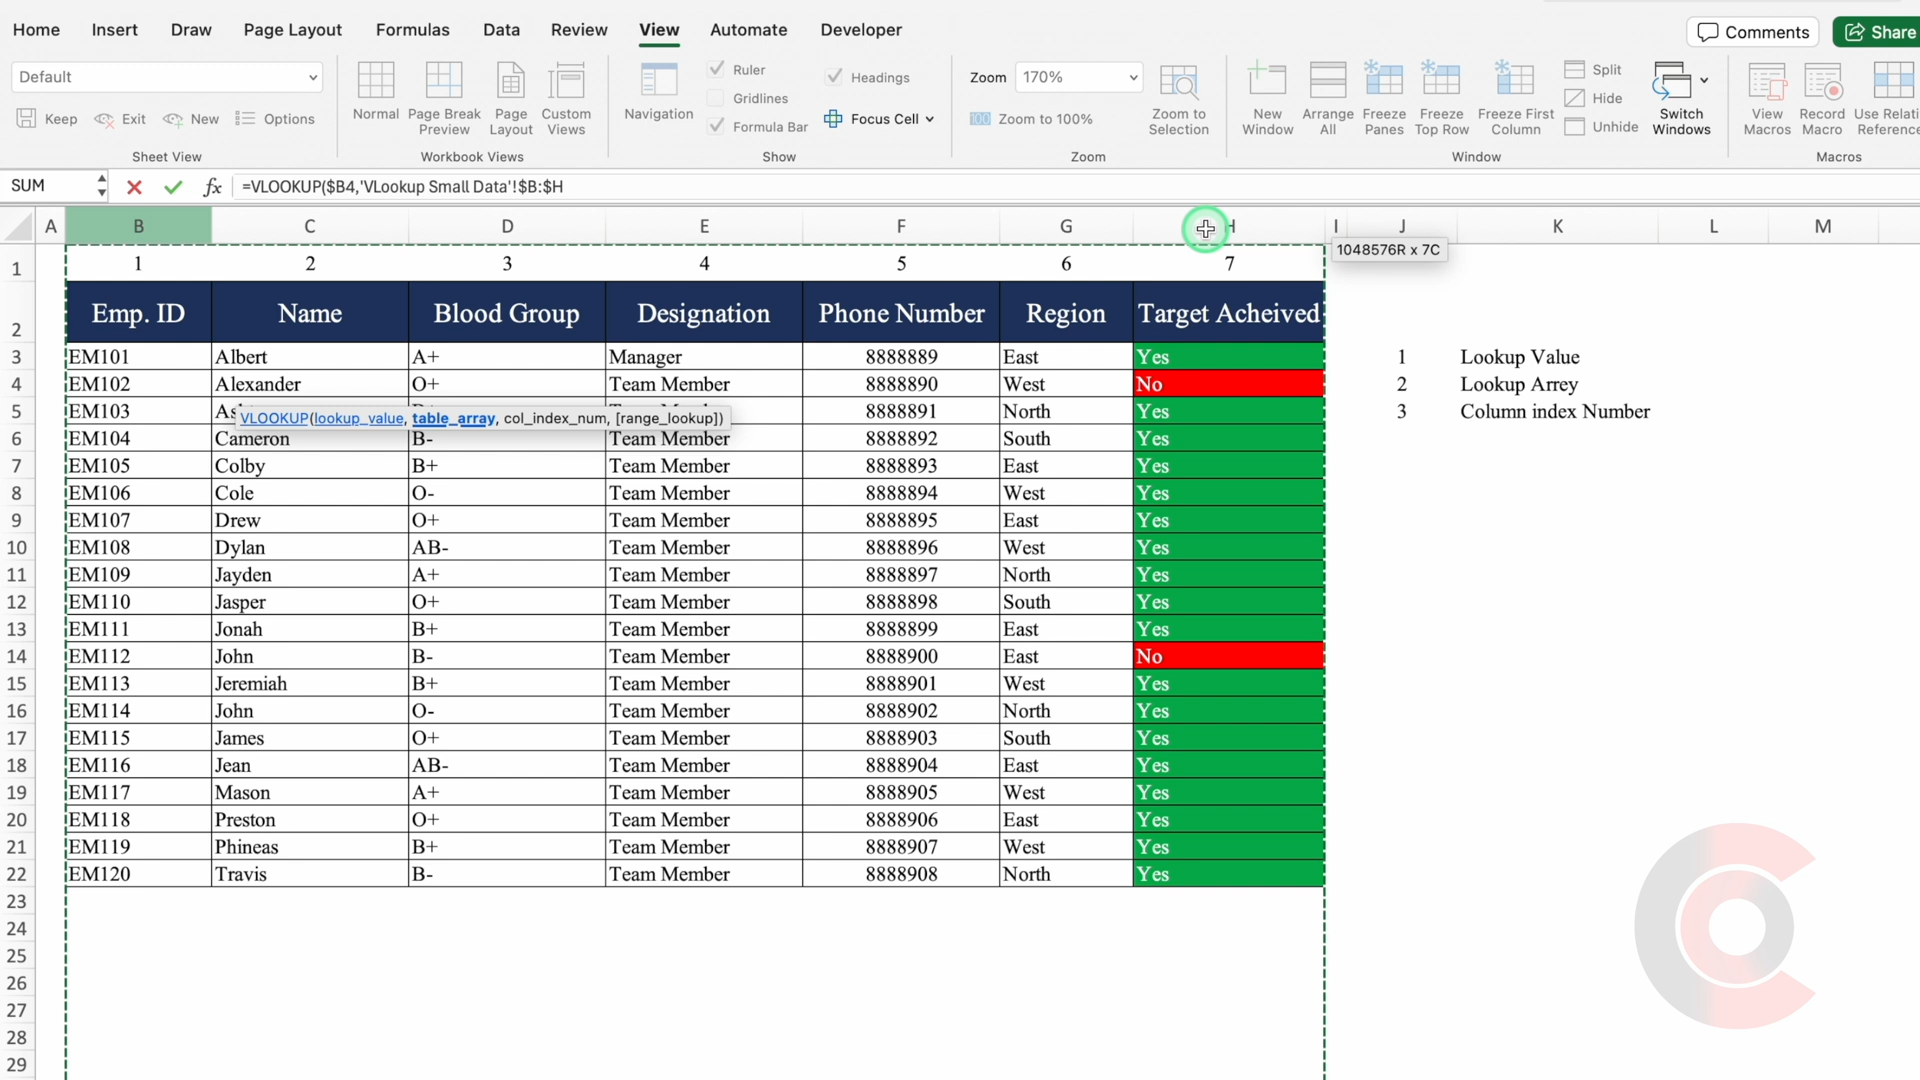 Home Insert Draw Page Layout Formulas Data Review View Automate Developer Comments Share
Default
Keep Exit New Options
Sheet View
Normal Page Break Preview Page Layout Custom Views
Workbook Views
Navigation
Ruler Headings
Gridlines
Formula Bar Focus Cell
Show
Zoom 170%
100 Zoom to 100%
Zoom to Selection
Zoom
New Window Arrange All Freeze Panes Freeze Top Row Freeze First Column
Split
Hide
Unhide
Switch Windows
Window
View Macros Record Macro Use Relati Reference
Macros
SUM fx =VLOOKUP($B4,'VLookup Small Data'!$B:$H
A B C D E F G H I J K L M
1048576R x 7C
1 1 2 3 4 5 6 7
2 Emp. ID Name Blood Group Designation Phone Number Region Target Acheived
3 EM101 Albert A+ Manager 8888889 East Yes 1 Lookup Value
4 EM102 Alexander O+ Team Member 8888890 West No 2 Lookup Arrey
5 EM103 8888891 North Yes 3 Column index Number
VLOOKUP(lookup_value, table_array, col_index_num, [range_lookup])
6 EM104 Cameron B- Team Member 8888892 South Yes
7 EM105 Colby B+ Team Member 8888893 East Yes
8 EM106 Cole O- Team Member 8888894 West Yes
9 EM107 Drew O+ Team Member 8888895 East Yes
10 EM108 Dylan AB- Team Member 8888896 West Yes
11 EM109 Jayden A+ Team Member 8888897 North Yes
12 EM110 Jasper O+ Team Member 8888898 South Yes
13 EM111 Jonah B+ Team Member 8888899 East Yes
14 EM112 John B- Team Member 8888900 East No
15 EM113 Jeremiah B+ Team Member 8888901 West Yes
16 EM114 John O- Team Member 8888902 North Yes
17 EM115 James O+ Team Member 8888903 South Yes
18 EM116 Jean AB- Team Member 8888904 East Yes
19 EM117 Mason A+ Team Member 8888905 West Yes
20 EM118 Preston O+ Team Member 8888906 East Yes
21 EM119 Phineas B+ Team Member 8888907 West Yes
22 EM120 Travis B- Team Member 8888908 North Yes
23
24
25
26
27
28
29